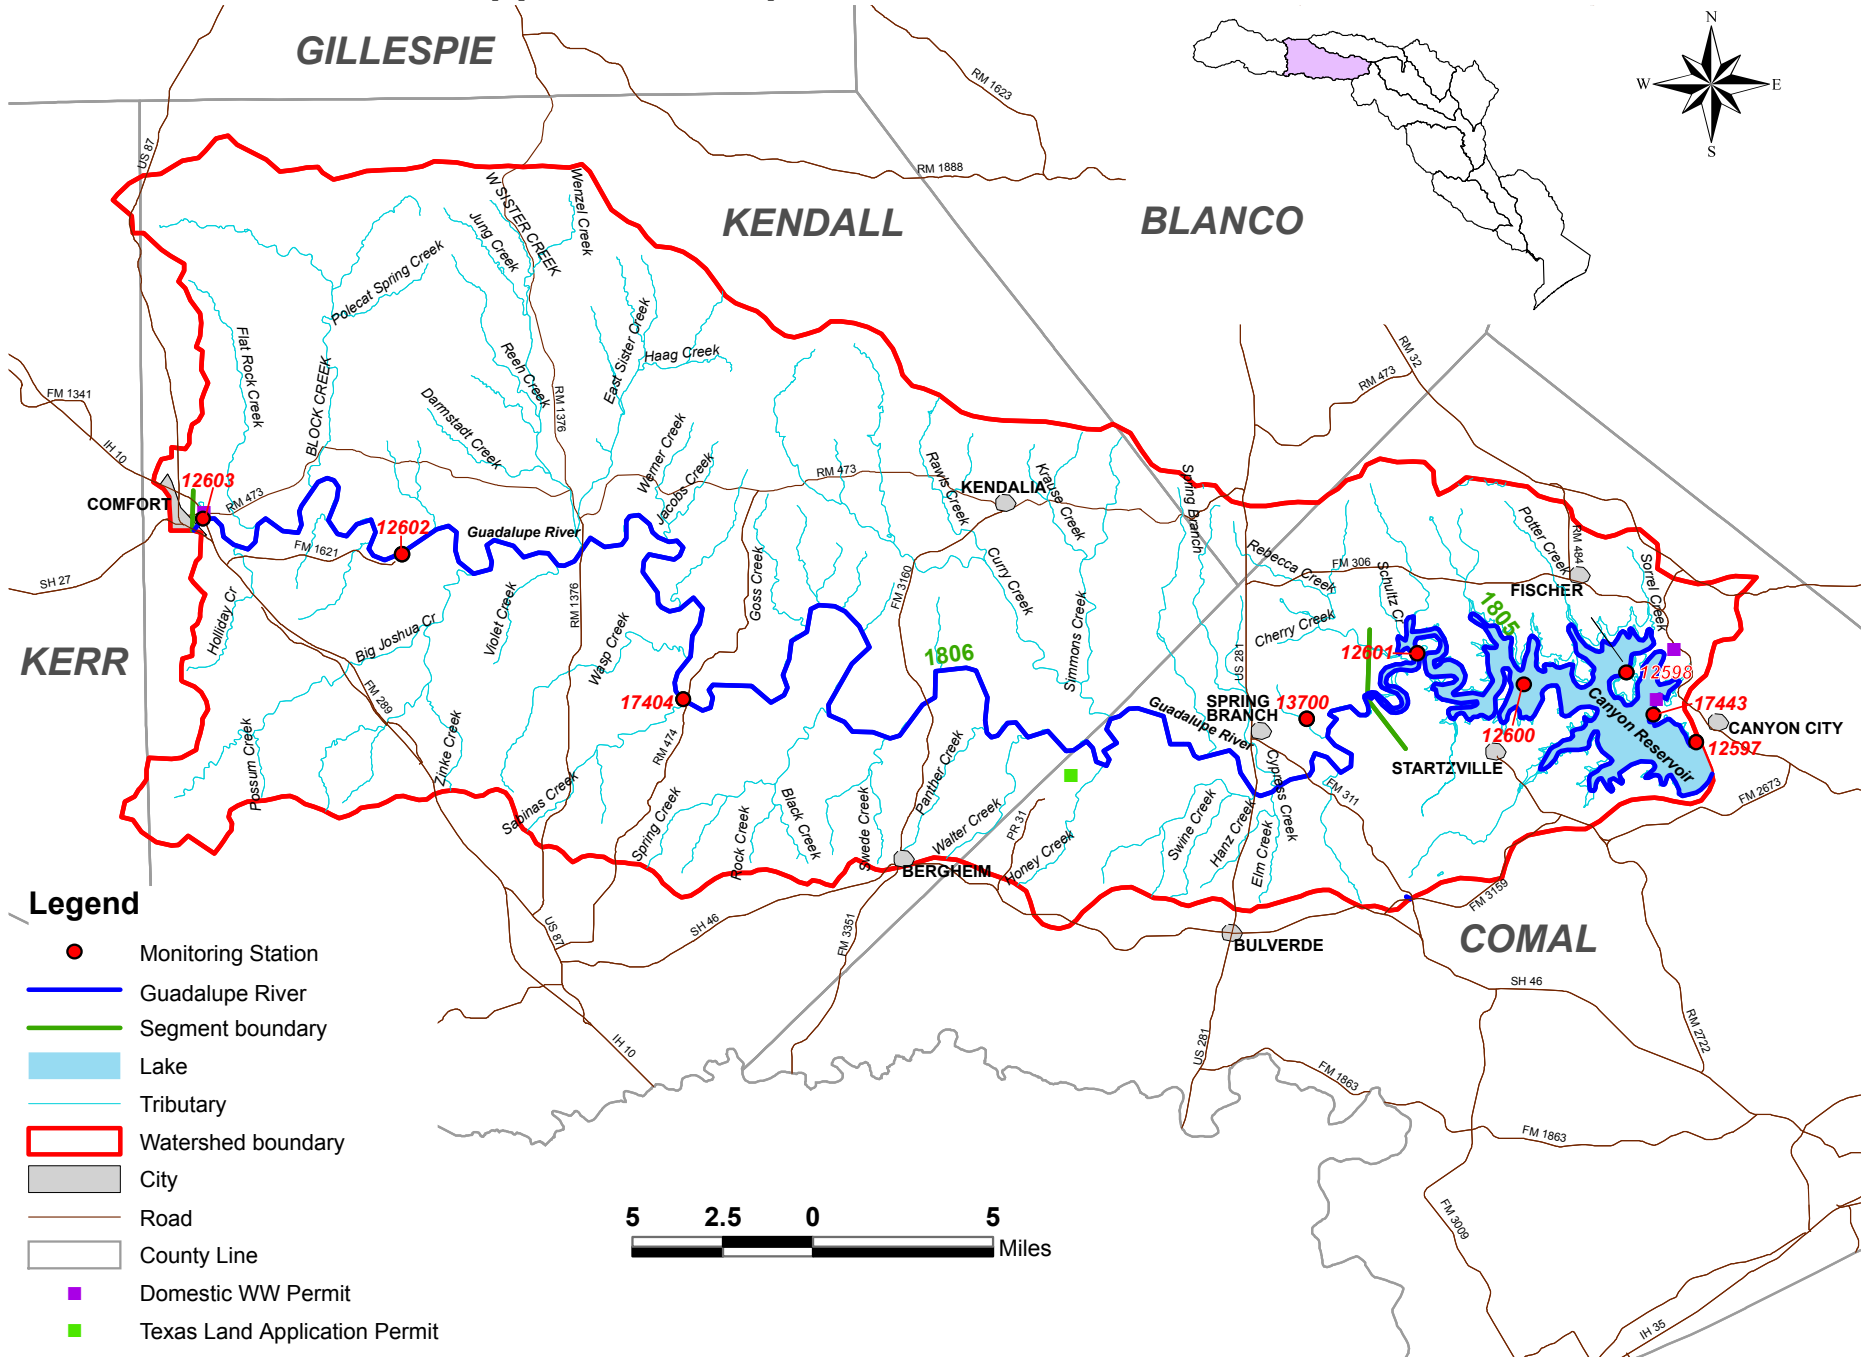 GILLESPIE
KENDALL
BLANCO
KERR
COMAL
N
W
E
S
US 87
RM 1623
RM 1888
W SISTER CREEK
Wenzel Creek
Jung Creek
Polecat Spring Creek
Flat Rock Creek
BLOCK CREEK
Reeh Creek
East Sister Creek
Haag Creek
Darmstadt Creek
RM 1376
Werner Creek
Jacobs Creek
FM 1341
IH 10
COMFORT
12603
RM 473
12602
FM 1621
Guadalupe River
SH 27
RM 473
Rawls Creek
KENDALIA
Krause Creek
Spring Branch
RM 32
RM 473
Rebecca Creek
FM 306
Schultz Cr
Potter Creek
RM 484
FISCHER
Sorrel Creek
Holliday Cr
Big Joshua Cr
Violet Creek
RM 1376
Wasp Creek
Goss Creek
FM 3160
Curry Creek
Simmons Creek
Cherry Creek
US 281
1805
12601
12598
17443
CANYON CITY
12597
12600
Canyon Reservoir
STARTZVILLE
FM 2673
1806
17404
RM 474
FM 289
Possum Creek
Zinke Creek
Sabinas Creek
Spring Creek
Rock Creek
Black Creek
Swede Creek
Panther Creek
Walter Creek
PR 31
Honey Creek
BERGHEIM
Guadalupe River
SPRING
BRANCH
13700
Cypress Creek
FM 311
Swine Creek
Hanz Creek
Elm Creek
FM 3159
BULVERDE
US 87
SH 46
FM 3351
IH 10
US 281
SH 46
RM 2722
FM 1863
FM 1863
FM 3009
IH 35
Legend
Monitoring Station
Guadalupe River
Segment boundary
Lake
Tributary
Watershed boundary
City
Road
County Line
Domestic WW Permit
Texas Land Application Permit
5 2.5 0 5
Miles